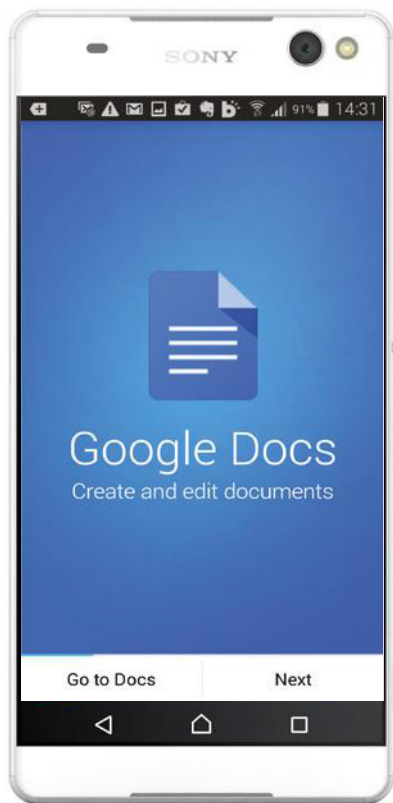 SONY
91% 14:31
Google Docs
Create and edit documents
Go to Docs
Next